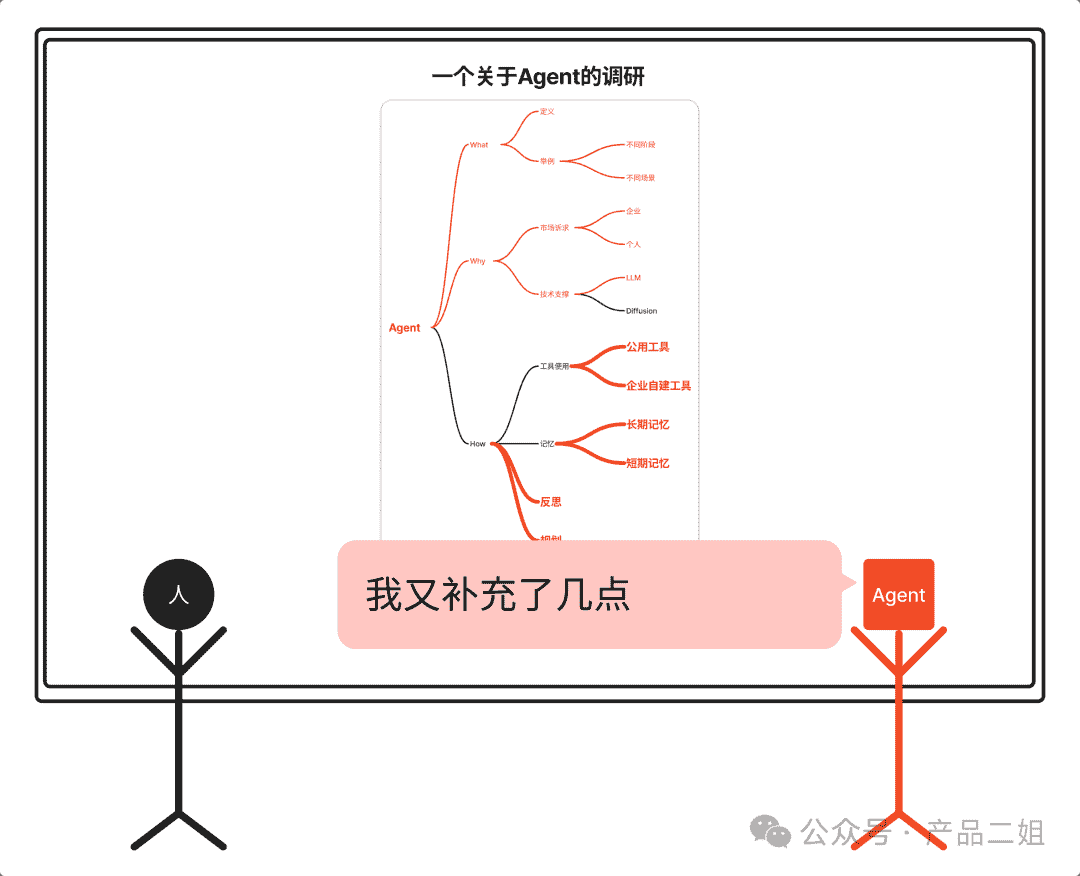 一个关于Agent的调研
定义
What
举例
不同阶段
不同场景
企业
市场诉求
个人
Why
LLM
技术支撑
Diffusion
Agent
公用工具
工具使用
企业自建工具
长期记忆
How
记忆
短期记忆
反思
规划
我又补充了几点
人
Agent
公众号·产品二姐